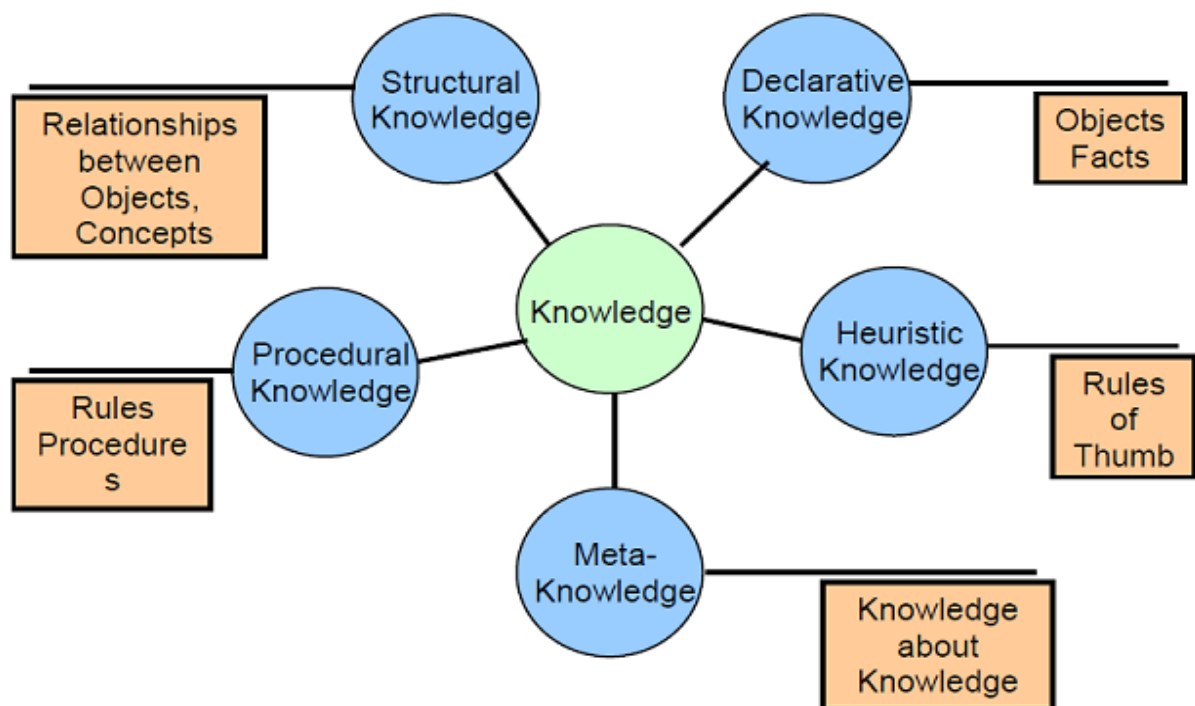 Structural
Knowledge
Declarative
Knowledge
Relationships
between
Objects,
Concepts
Objects
Facts
Knowledge
Procedural
Knowledge
Heuristic
Knowledge
Rules
Procedure
s
Rules
of
Thumb
Meta-
Knowledge
Knowledge
about
Knowledge